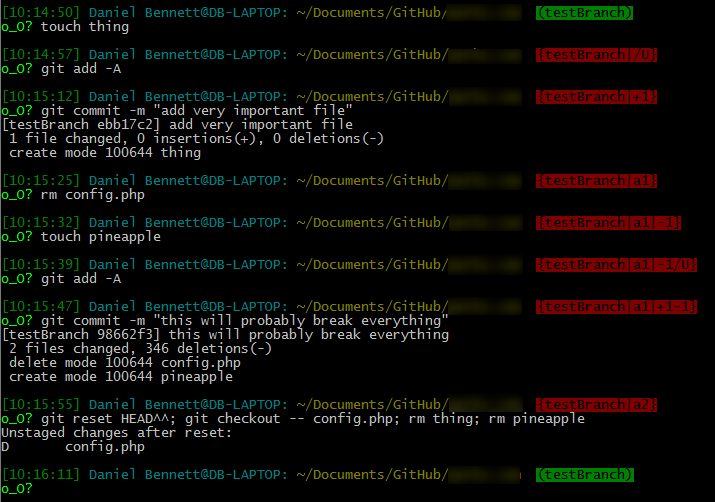 [10:14:50] Daniel Bennett@DB-LAPTOP: ~/Documents/GitHub/ (testBranch)
o_O? touch thing
[10:14:57] Daniel Bennett@DB-LAPTOP: ~/Documents/GitHub/ {testBranch|/U}
o_O? git add -A
[10:15:12] Daniel Bennett@DB-LAPTOP: ~/Documents/GitHub/ {testBranch|+1}
o_O? git commit -m "add very important file"
[testBranch ebb17c2] add very important file
 1 file changed, 0 insertions(+), 0 deletions(-)
 create mode 100644 thing
[10:15:25] Daniel Bennett@DB-LAPTOP: ~/Documents/GitHub/ {testBranch|a1}
o_O? rm config.php
[10:15:32] Daniel Bennett@DB-LAPTOP: ~/Documents/GitHub/ {testBranch|a1|-1}
o_O? touch pineapple
[10:15:39] Daniel Bennett@DB-LAPTOP: ~/Documents/GitHub/ {testBranch|a1|-1/U}
o_O? git add -A
[10:15:47] Daniel Bennett@DB-LAPTOP: ~/Documents/GitHub/ {testBranch|a1|+1-1}
o_O? git commit -m "this will probably break everything"
[testBranch 98662f3] this will probably break everything
 2 files changed, 346 deletions(-)
 delete mode 100644 config.php
 create mode 100644 pineapple
[10:15:55] Daniel Bennett@DB-LAPTOP: ~/Documents/GitHub/ {testBranch|a2}
o_O? git reset HEAD^^; git checkout -- config.php; rm thing; rm pineapple
Unstaged changes after reset:
D       config.php
[10:16:11] Daniel Bennett@DB-LAPTOP: ~/Documents/GitHub/ (testBranch)
o_O?